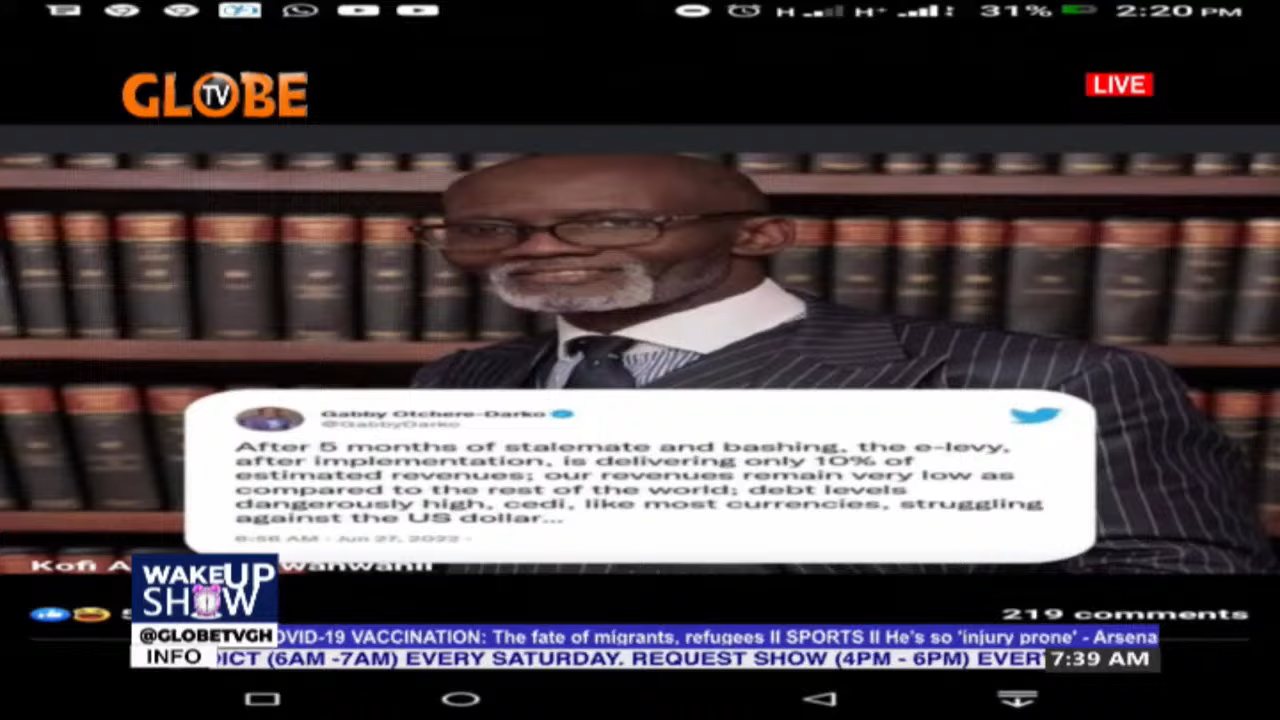 H H+ 31% 2:20 PM
GLOBE TV
LIVE
Gabby Otchere-Darko
@GabbyDarko
After 5 months of stalemate and bashing, the e-levy,
after implementation, is delivering only 10% of
estimated revenues; our revenues remain very low as
compared to the rest of the world; debt levels
dangerously high, cedi, like most currencies, struggling
against the US dollar...
6:56 AM · Jun 27, 2022 ·
Kofi A
219 comments
WAKE UP
SHOW
@GLOBETVGH
OVID-19 VACCINATION: The fate of migrants, refugees II SPORTS II He's so 'injury prone' - Arsena
INFO
DICT (6AM -7AM) EVERY SATURDAY. REQUEST SHOW (4PM - 6PM) EVER
7:39 AM